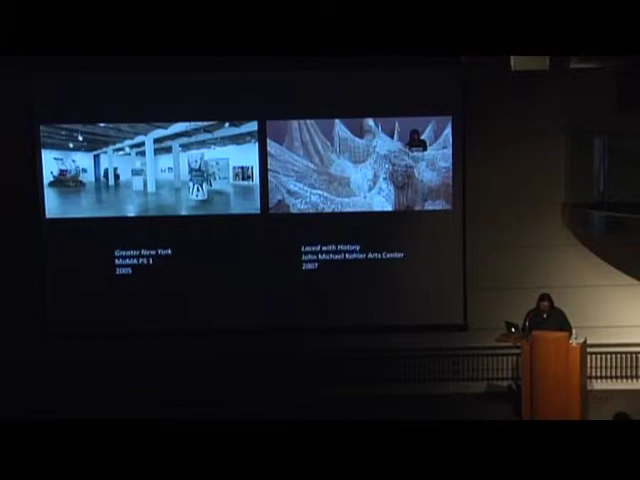 Greater New York
MoMA PS 1
2005
Laced with History
John Michael Kohler Arts Center
2007